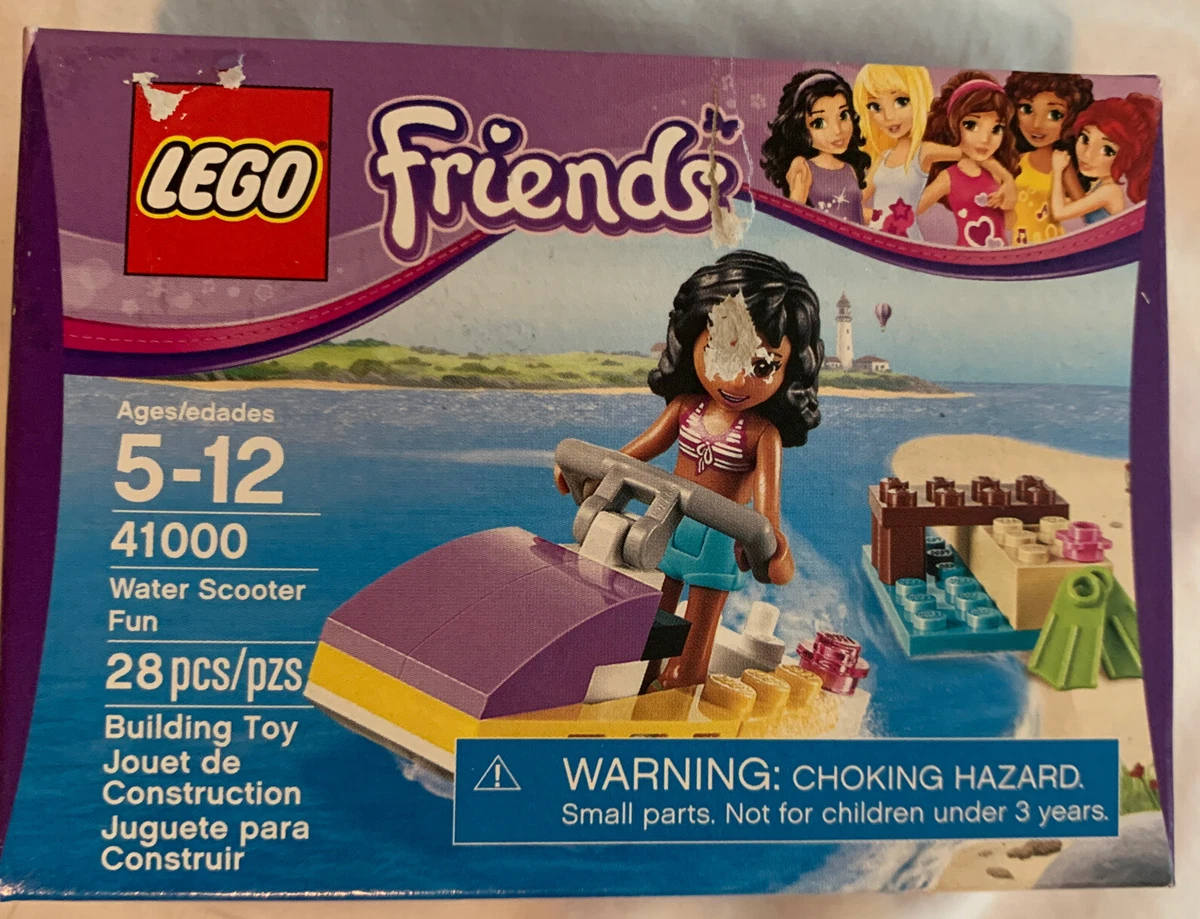 LEGO
friends
Ages/edades
5-12
41000
Water Scooter
Fun
28 pcs/pzs
Building Toy
Jouet de
Construction
Juguete para
Construir
WARNING: CHOKING HAZARD.
Small parts. Not for children under 3 years.